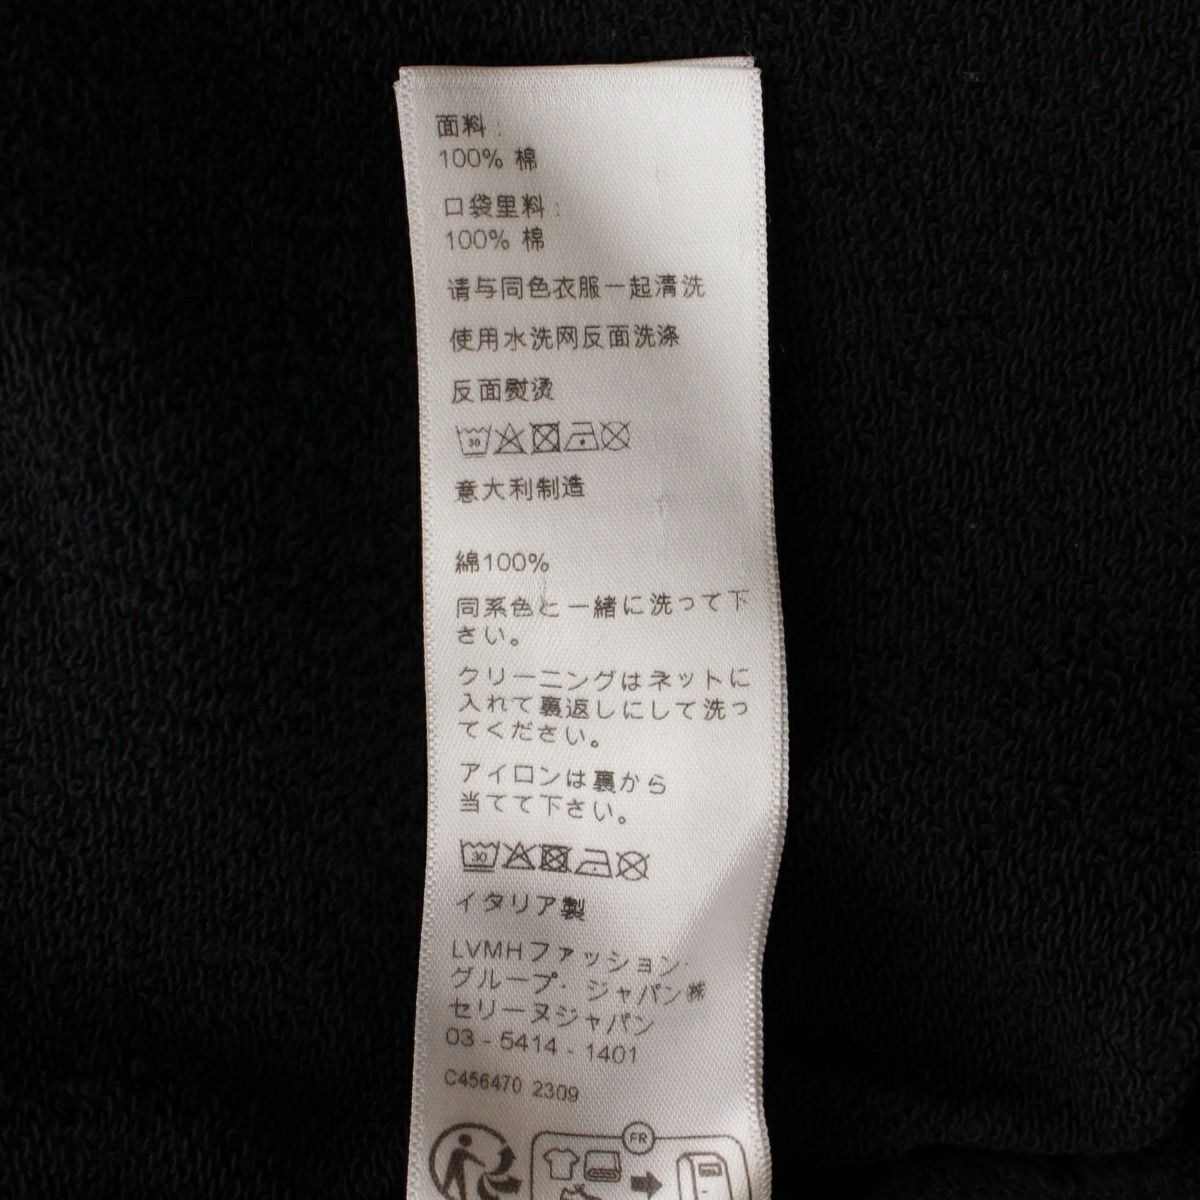 面料:
100% 棉
口袋里料:
100% 棉
请与同色衣服一起清洗
使用水洗网反面洗涤
反面熨烫
30
意大利制造
綿100%
同系色と一緒に洗って下
さい。
クリーニングはネットに
入れて裏返しにして洗っ
てください。
アイロンは裏から
当てて下さい。
30
イタリア製
LVMHファッション·
グループ· ジャパン㈱
セリーヌジャパン
03 - 5414 - 1401
C456470 2309
FR